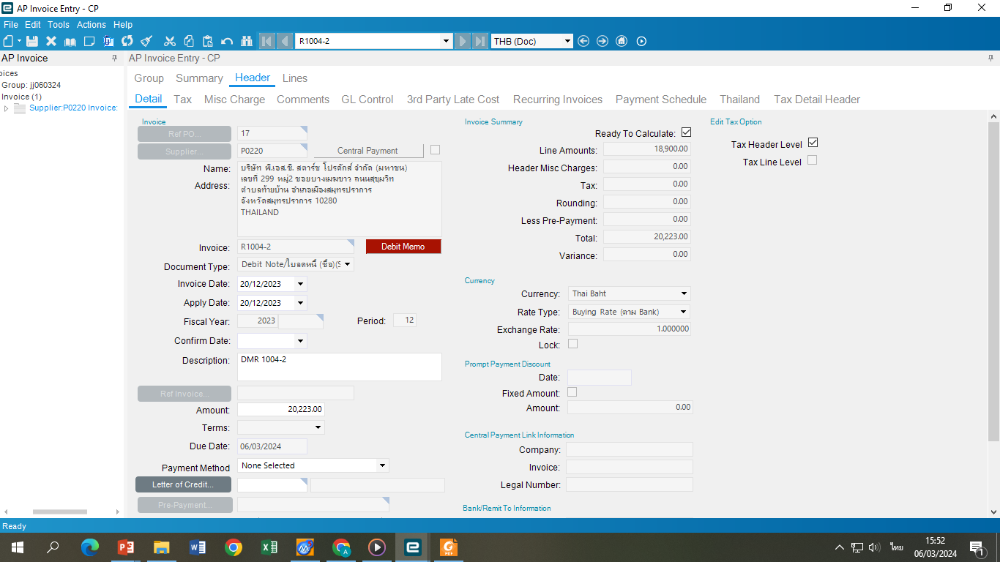 AP Invoice Entry - CP
File Edit Tools Actions Help
R1004-2
THB (Doc)
AP Invoice
AP Invoice Entry - CP
oices
Group: jj060324
Invoice (1)
Supplier:P0220 Invoice:
Group Summary Header Lines
Detail Tax Misc Charge Comments GL Control 3rd Party Late Cost Recurring Invoices Payment Schedule Thailand Tax Detail Header
Invoice
Ref PO... 17
Supplier... P0220 Central Payment
Name: บริษัท พี.เอส.ซี. สตาร์ช โปรดักส์ จำกัด (มหาชน)
Address: เลขที่ 299 หมู่2 ซอยบางเมฆขาว ถนนสุขุมวิท
ตำบลท้ายบ้าน อำเภอเมืองสมุทรปราการ
จังหวัดสมุทรปราการ 10280
THAILAND
Invoice: R1004-2 Debit Memo
Document Type: Debit Note/ใบลดหนี้ (ซื้อ)(S
Invoice Date: 20/12/2023
Apply Date: 20/12/2023
Fiscal Year: 2023 Period: 12
Confirm Date:
Description: DMR 1004-2
Ref Invoice...
Amount: 20,223.00
Terms:
Due Date: 06/03/2024
Payment Method None Selected
Letter of Credit...
Pre-Payment...
Invoice Summary
Ready To Calculate:
Line Amounts: 18,900.00
Header Misc Charges: 0.00
Tax: 0.00
Rounding: 0.00
Less Pre-Payment: 0.00
Total: 20,223.00
Variance: 0.00
Currency
Currency: Thai Baht
Rate Type: Buying Rate (ตาม Bank)
Exchange Rate: 1.000000
Lock:
Prompt Payment Discount
Date:
Fixed Amount:
Amount: 0.00
Central Payment Link Information
Company:
Invoice:
Legal Number:
Bank/Remit To Information
Edit Tax Option
Tax Header Level
Tax Line Level
Ready
ไทย
15:52
06/03/2024
1